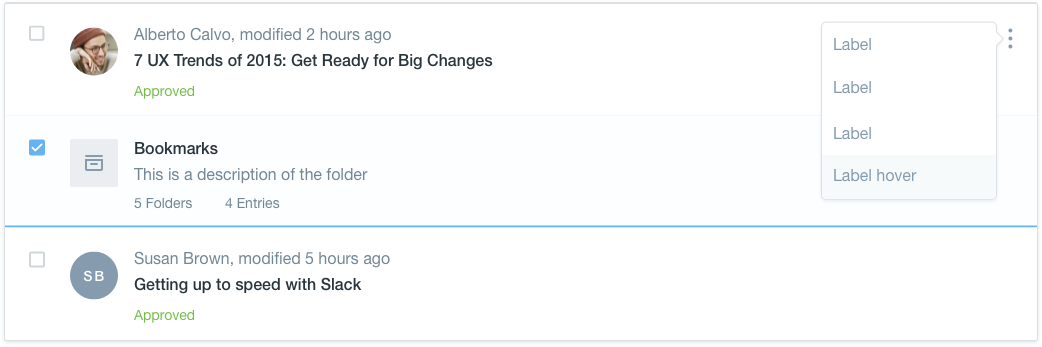 Alberto Calvo, modified 2 hours ago
7 UX Trends of 2015: Get Ready for Big Changes
Approved
Label
Label
Label
Label hover
Bookmarks
This is a description of the folder
5 Folders 4 Entries
SB
Susan Brown, modified 5 hours ago
Getting up to speed with Slack
Approved